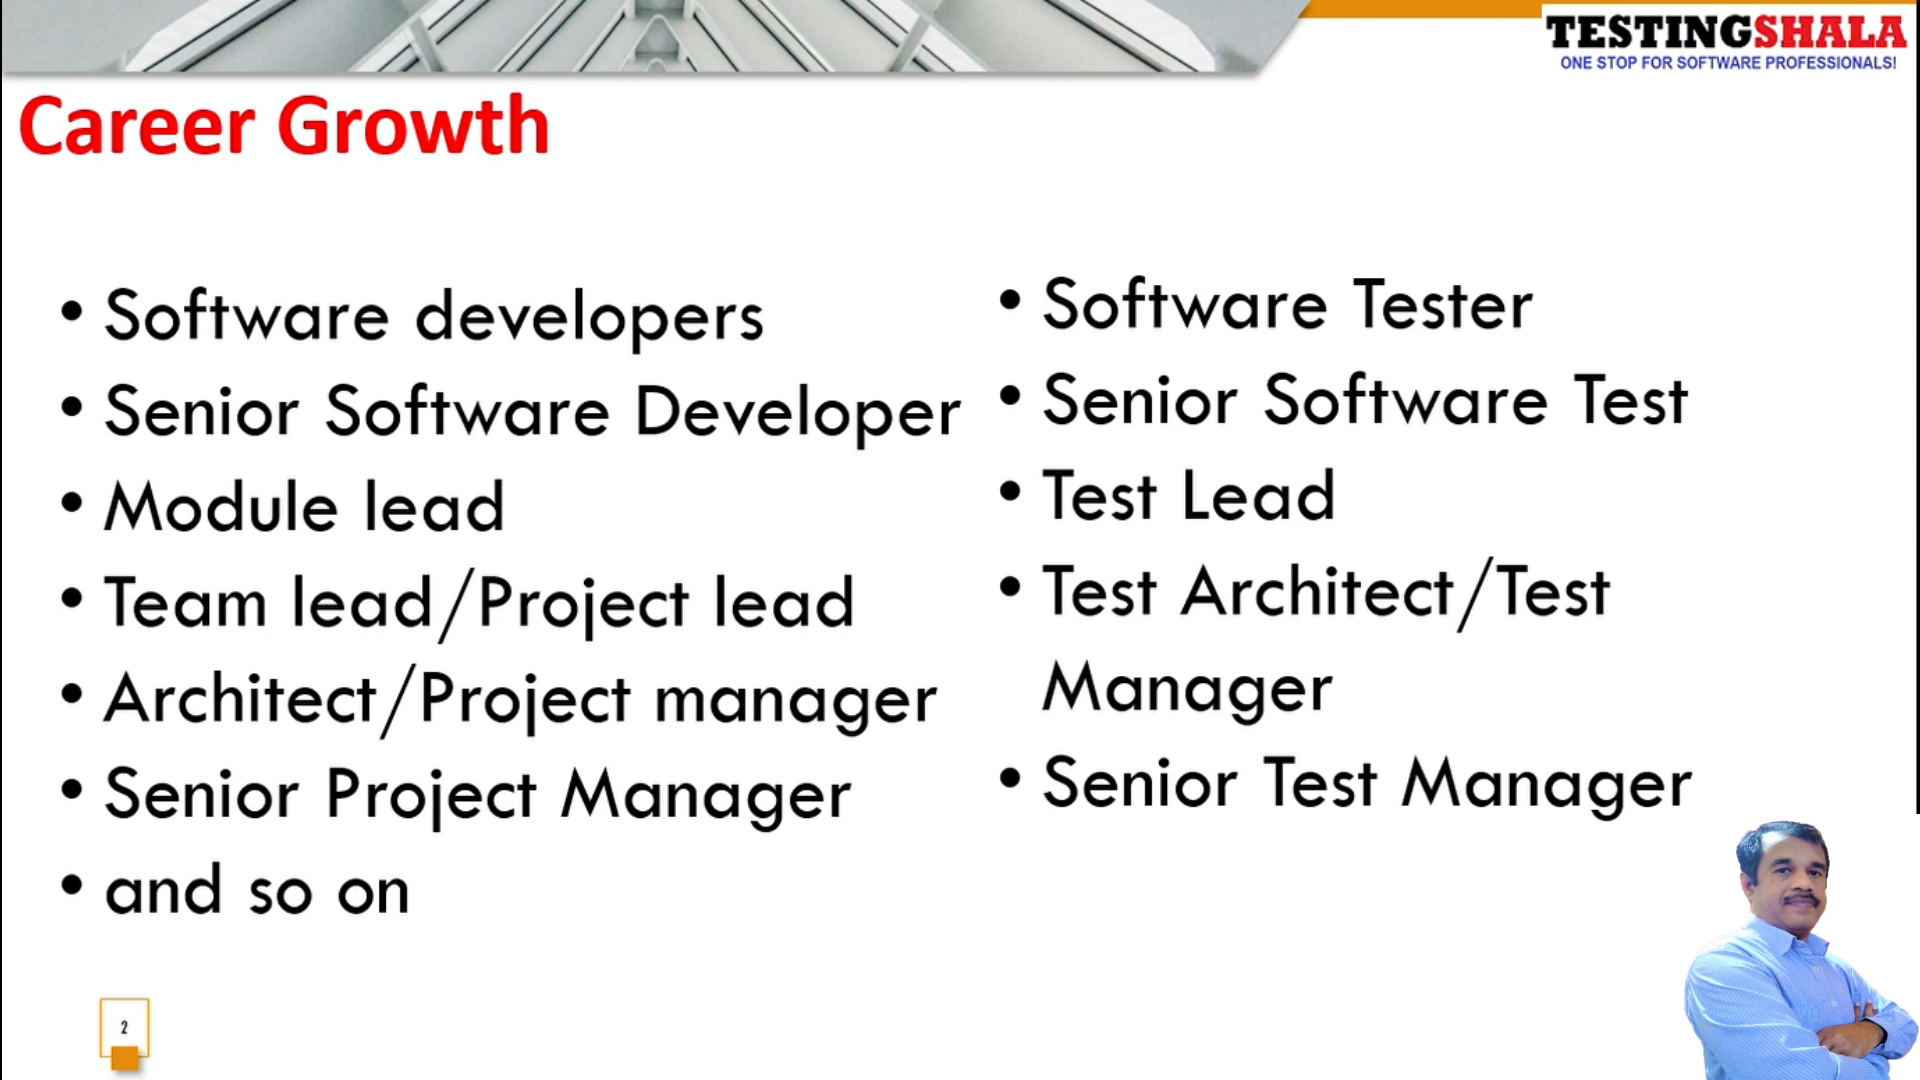 TESTINGSHALA
ONE STOP FOR SOFTWARE PROFESSIONALS!
Career Growth
• Software developers
• Senior Software Developer
• Module lead
• Team lead/Project lead
• Architect/Project manager
• Senior Project Manager
• and so on
• Software Tester
• Senior Software Test
• Test Lead
• Test Architect/Test
Manager
• Senior Test Manager
2